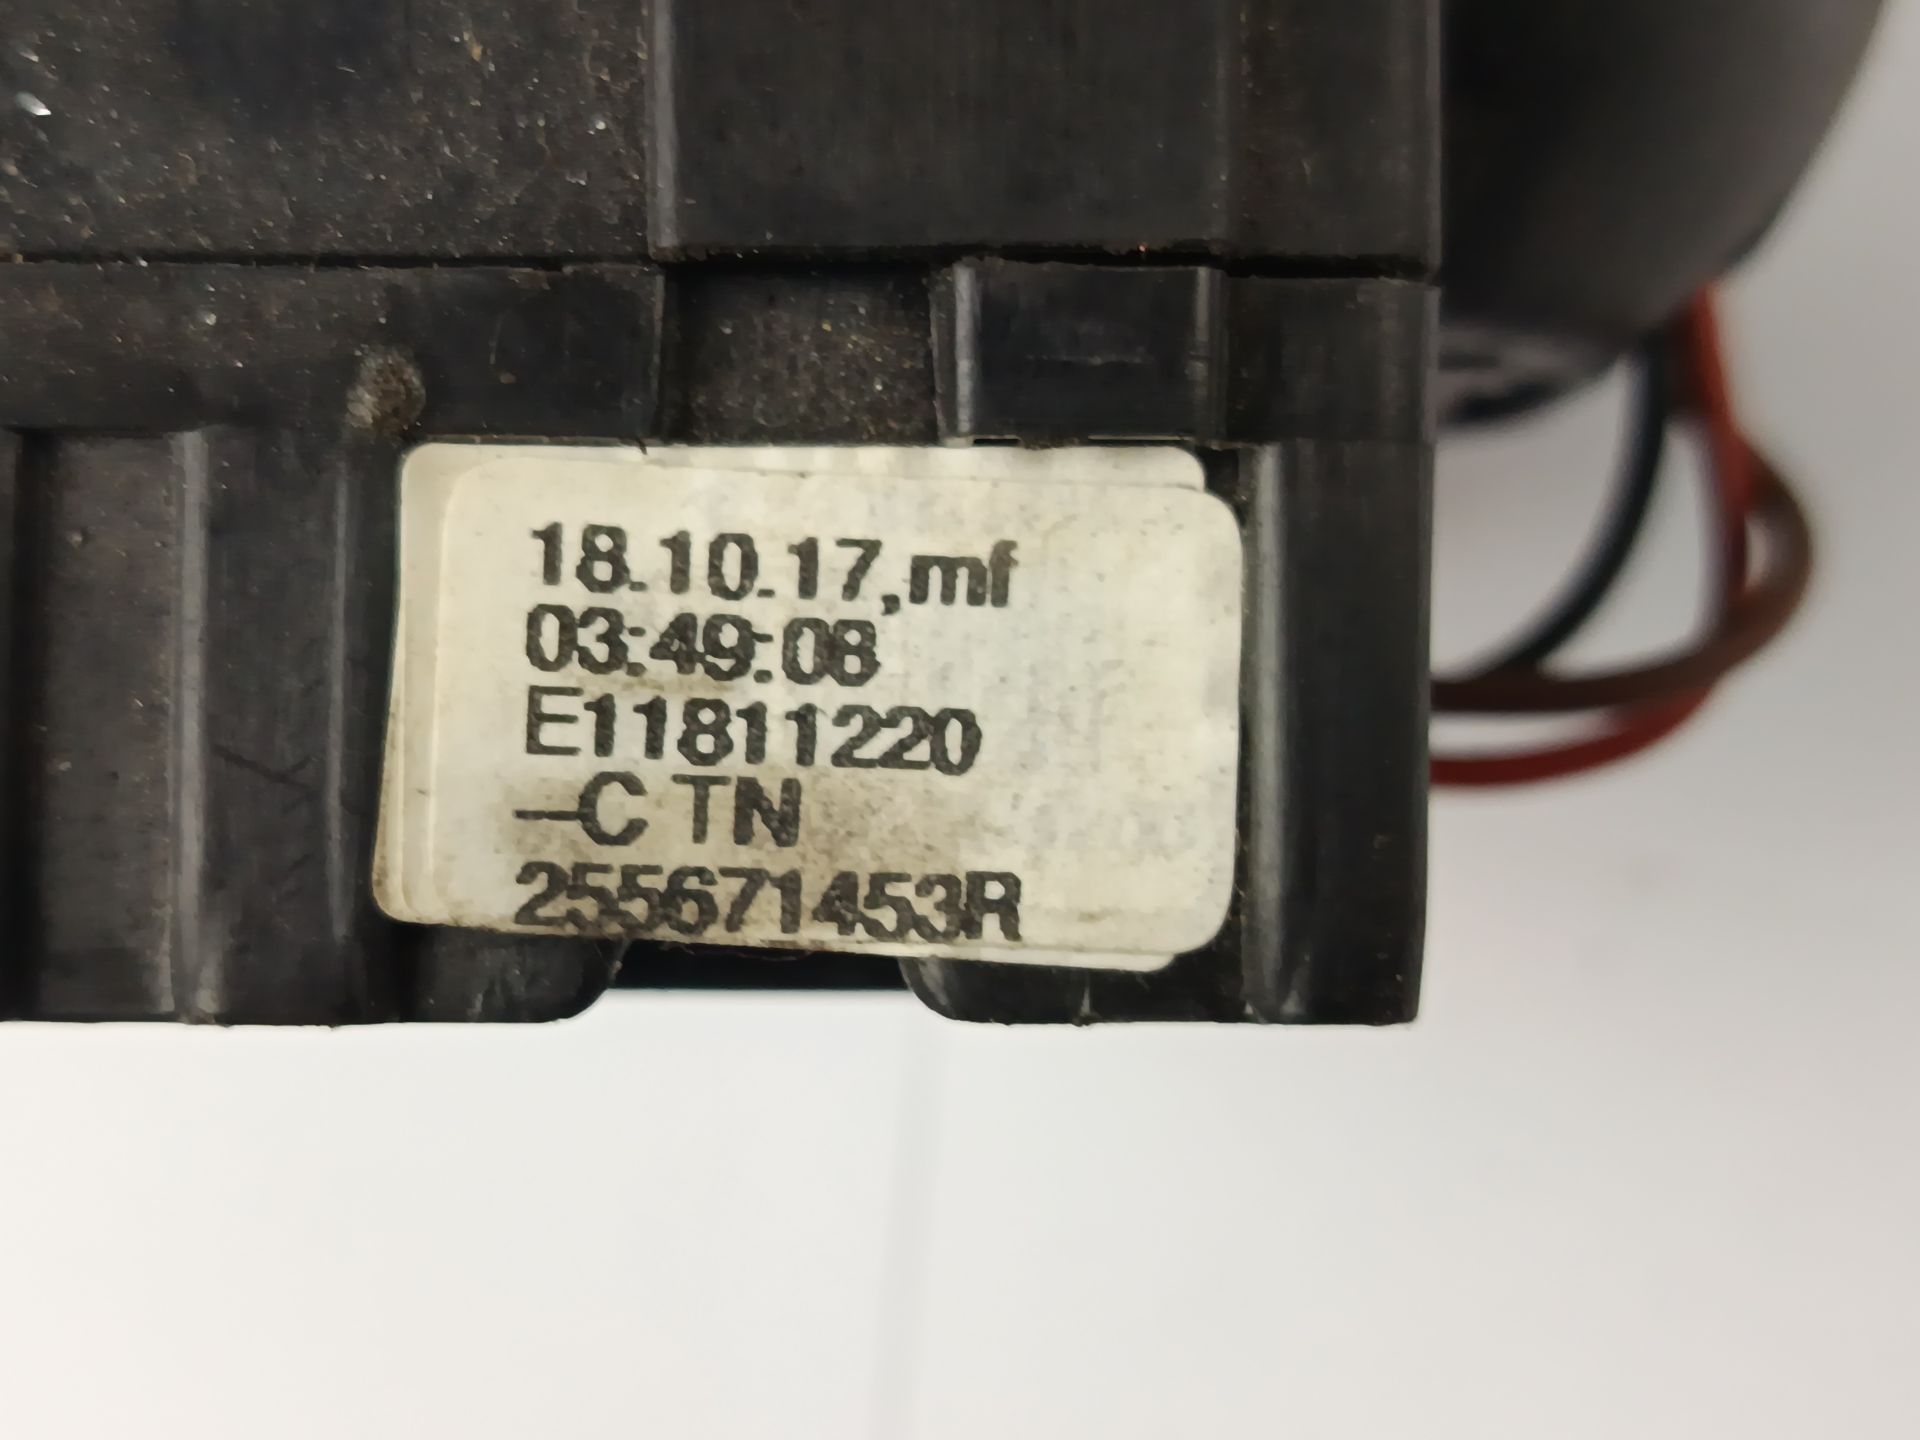 18.10.17,mf
03:49:08
E11811220
–C TN
255671453R